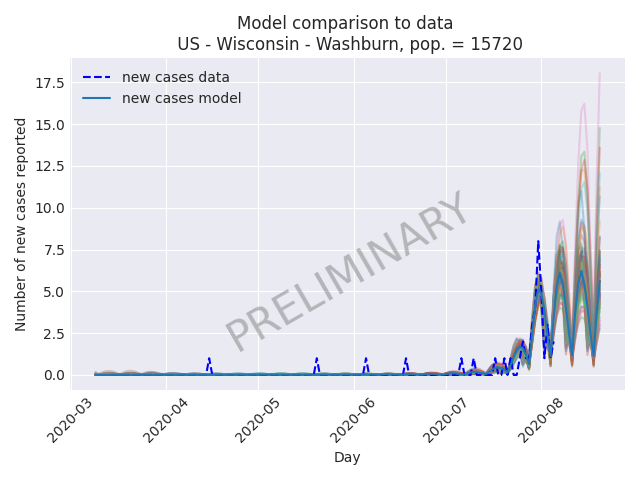 Model comparison to data
US - Wisconsin - Washburn, pop. = 15720
new cases data
new cases model
17.5
15.0
12.5
10.0
7.5
5.0
2.5
0.0
Number of new cases reported
PRELIMINARY
2020-03
2020-04
2020-05
2020-06
2020-07
2020-08
Day